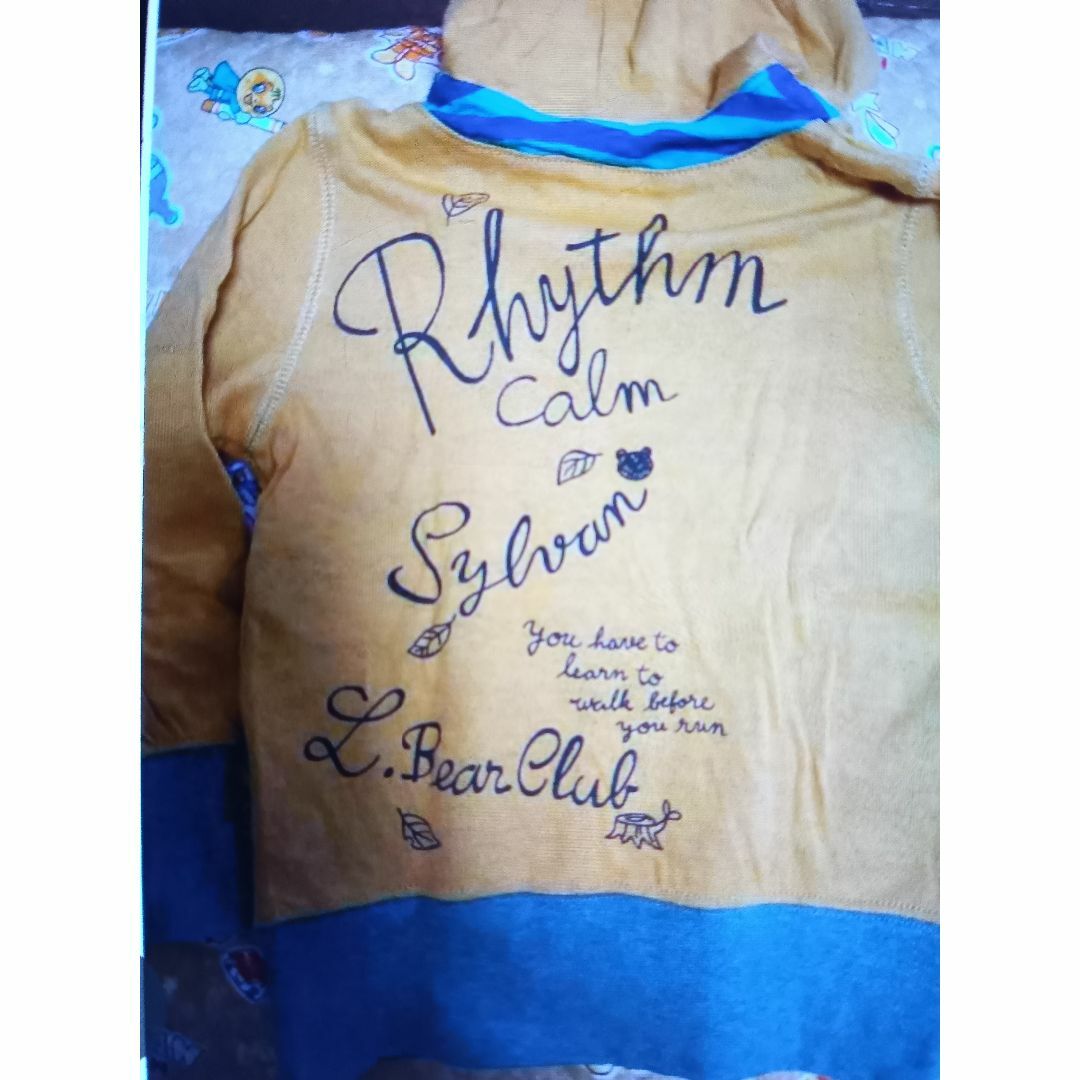 Rhythm
Calm
Sylvan
You have to
learn to
walk before
you run
L. Bear Club